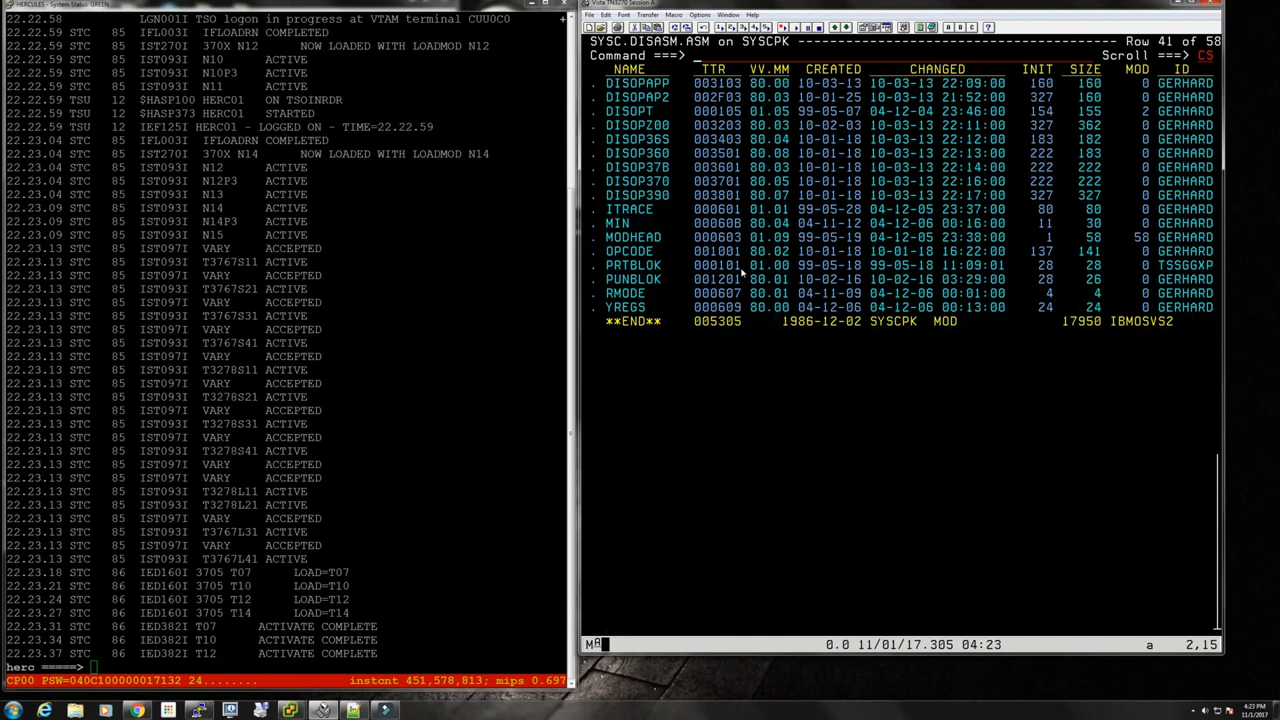 HERCULES - System Status: GREEN
22.22.58 LGN001I TSO logon in progress at VTAM terminal CUU0C0 +
22.22.59 STC 85 IFL003I IFLOADRN COMPLETED
22.22.59 STC 85 IST270I 370X N12 NOW LOADED WITH LOADMOD N12
22.22.59 STC 85 IST093I N10 ACTIVE
22.22.59 STC 85 IST093I N10P3 ACTIVE
22.22.59 STC 85 IST093I N11 ACTIVE
22.22.59 TSU 12 $HASP100 HERC01 ON TSOINRDR
22.22.59 TSU 12 $HASP373 HERC01 STARTED
22.22.59 TSU 12 IEF125I HERC01 - LOGGED ON - TIME=22.22.59
22.23.04 STC 85 IFL003I IFLOADRN COMPLETED
22.23.04 STC 85 IST270I 370X N14 NOW LOADED WITH LOADMOD N14
22.23.04 STC 85 IST093I N12 ACTIVE
22.23.04 STC 85 IST093I N12P3 ACTIVE
22.23.04 STC 85 IST093I N13 ACTIVE
22.23.09 STC 85 IST093I N14 ACTIVE
22.23.09 STC 85 IST093I N14P3 ACTIVE
22.23.09 STC 85 IST093I N15 ACTIVE
22.23.13 STC 85 IST097I VARY ACCEPTED
22.23.13 STC 85 IST093I T3767S11 ACTIVE
22.23.13 STC 85 IST097I VARY ACCEPTED
22.23.13 STC 85 IST093I T3767S21 ACTIVE
22.23.13 STC 85 IST097I VARY ACCEPTED
22.23.13 STC 85 IST093I T3767S31 ACTIVE
22.23.13 STC 85 IST097I VARY ACCEPTED
22.23.13 STC 85 IST093I T3767S41 ACTIVE
22.23.13 STC 85 IST097I VARY ACCEPTED
22.23.13 STC 85 IST093I T3278S11 ACTIVE
22.23.13 STC 85 IST097I VARY ACCEPTED
22.23.13 STC 85 IST093I T3278S21 ACTIVE
22.23.13 STC 85 IST093I T3278S31 ACTIVE
22.23.13 STC 85 IST097I VARY ACCEPTED
22.23.13 STC 85 IST093I T3278S41 ACTIVE
22.23.13 STC 85 IST097I VARY ACCEPTED
22.23.13 STC 85 IST097I VARY ACCEPTED
22.23.13 STC 85 IST093I T3278L11 ACTIVE
22.23.13 STC 85 IST093I T3278L21 ACTIVE
22.23.13 STC 85 IST097I VARY ACCEPTED
22.23.13 STC 85 IST093I T3767L31 ACTIVE
22.23.13 STC 85 IST097I VARY ACCEPTED
22.23.13 STC 85 IST093I T3767L41 ACTIVE
22.23.18 STC 86 IED160I 3705 T07 LOAD=T07
22.23.21 STC 86 IED160I 3705 T10 LOAD=T10
22.23.24 STC 86 IED160I 3705 T12 LOAD=T12
22.23.27 STC 86 IED160I 3705 T14 LOAD=T14
22.23.31 STC 86 IED382I T07 ACTIVATE COMPLETE
22.23.34 STC 86 IED382I T10 ACTIVATE COMPLETE
22.23.37 STC 86 IED382I T12 ACTIVATE COMPLETE
herc =====>
CP00 PSW=040C100000017132 24........ instcnt 451,578,813; mips 0.697
Vista TN3270 Session A
File Edit Font Transfer Macro Options Window Help
SYSC.DISASM.ASM on SYSCPK ---------------------------------------- Row 41 of 58
Command ===> _ Scroll ===> CS
NAME TTR VV.MM CREATED CHANGED INIT SIZE MOD ID
. DISOPAPP 003103 80.00 10-03-13 10-03-13 22:09:00 160 160 0 GERHARD
. DISOPAP2 002F03 80.03 10-01-25 10-03-13 21:52:00 327 160 0 GERHARD
. DISOPT 000105 01.05 99-05-07 04-12-04 23:46:00 154 155 2 GERHARD
. DISOPZ00 003203 80.03 10-02-16 10-03-13 22:11:00 327 362 0 GERHARD
. DISOP36S 003403 80.04 10-01-18 10-03-13 22:12:00 183 182 0 GERHARD
. DISOP360 003501 80.08 10-01-18 10-03-13 22:13:00 222 183 0 GERHARD
. DISOP37B 003601 80.03 10-01-18 10-03-13 22:14:00 222 222 0 GERHARD
. DISOP370 003701 80.05 10-01-18 10-03-13 22:16:00 222 222 0 GERHARD
. DISOP390 003801 80.07 10-01-18 10-03-13 22:17:00 327 327 0 GERHARD
. ITRACE 000601 01.01 99-05-28 04-12-05 23:37:00 80 80 0 GERHARD
. MIN 00060B 80.04 04-11-12 04-12-06 00:16:00 11 30 0 GERHARD
. MODHEAD 000603 01.09 99-05-19 04-12-05 23:38:00 1 58 58 GERHARD
. OPCODE 001001 80.02 10-01-18 10-01-18 16:22:00 137 141 0 GERHARD
. PRTBLOK 000101 01.00 99-05-18 99-05-18 11:09:01 28 28 0 TSSGGXP
. PUNBLOK 001201 80.01 10-02-16 10-02-16 03:29:00 28 26 0 GERHARD
. RMODE 000607 80.01 04-11-09 04-12-06 00:01:00 4 4 0 GERHARD
. YREGS 000609 80.00 04-12-06 04-12-06 00:13:00 24 24 0 GERHARD
**END** 005305 1986-12-02 SYSCPK MOD 17950 IBMOSVS2
MA 0.0 11/01/17.305 04:23 a 2,15
4:23 PM
11/1/2017